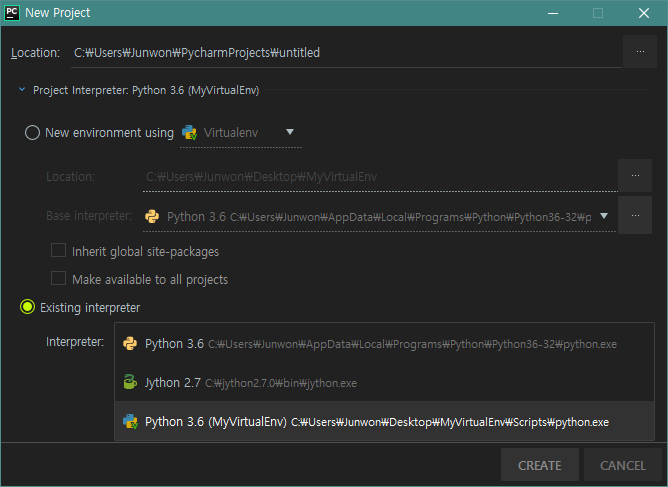 PC New Project
Location: C:₩Users₩Junwon₩PycharmProjects₩untitled ...
Project Interpreter: Python 3.6 (MyVirtualEnv)
New environment using Virtualenv
Location: C:₩Users₩Junwon₩Desktop₩MyVirtualEnv ...
Base interpreter: Python 3.6 C:₩Users₩Junwon₩AppData₩Local₩Programs₩Python₩Python36-32₩p ...
Inherit global site-packages
Make available to all projects
Existing interpreter
Interpreter: Python 3.6 C:₩Users₩Junwon₩AppData₩Local₩Programs₩Python₩Python36-32₩python.exe
Jython 2.7 C:₩jython2.7.0₩bin₩jython.exe
Python 3.6 (MyVirtualEnv) C:₩Users₩Junwon₩Desktop₩MyVirtualEnv₩Scripts₩python.exe
CREATE CANCEL